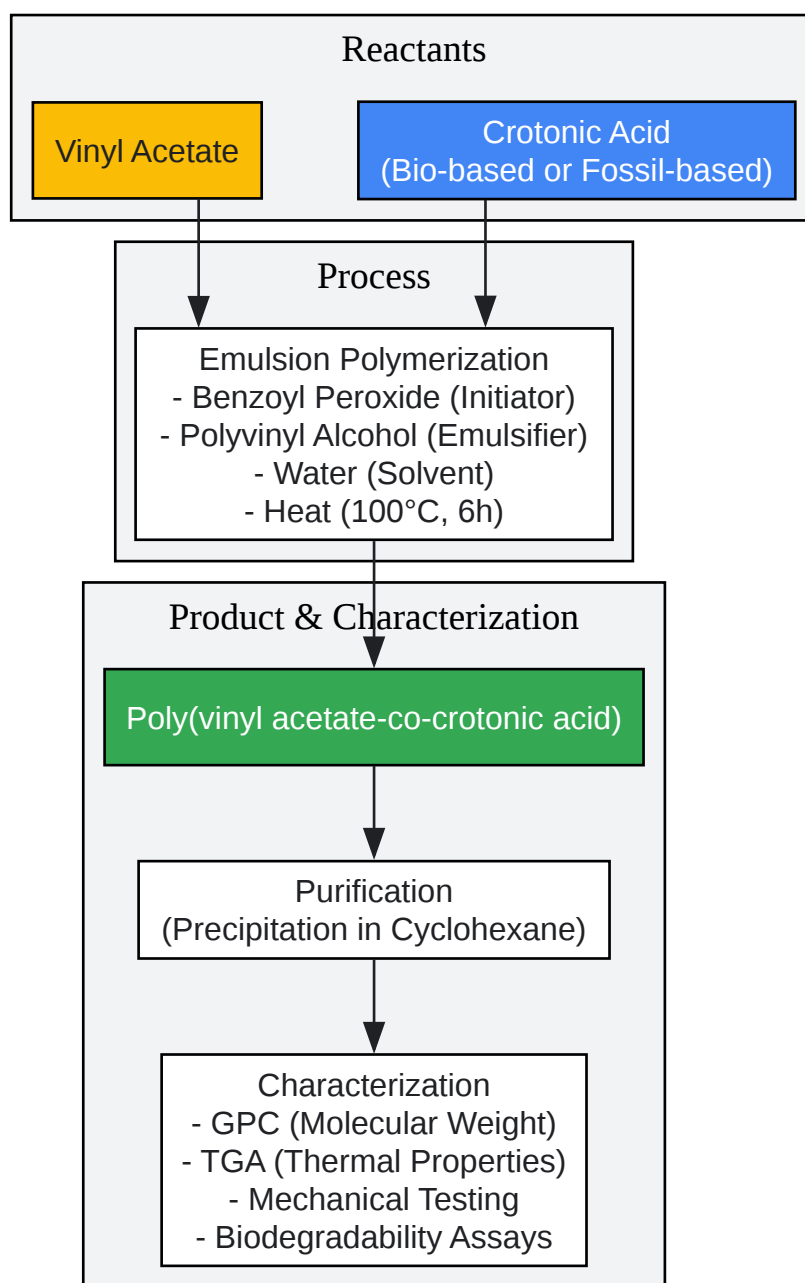 Reactants
Vinyl Acetate
Crotonic Acid
(Bio-based or Fossil-based)
Process
Emulsion Polymerization
- Benzoyl Peroxide (Initiator)
- Polyvinyl Alcohol (Emulsifier)
- Water (Solvent)
- Heat (100°C, 6h)
Product & Characterization
Poly(vinyl acetate-co-crotonic acid)
Purification
(Precipitation in Cyclohexane)
Characterization
- GPC (Molecular Weight)
- TGA (Thermal Properties)
- Mechanical Testing
- Biodegradability Assays